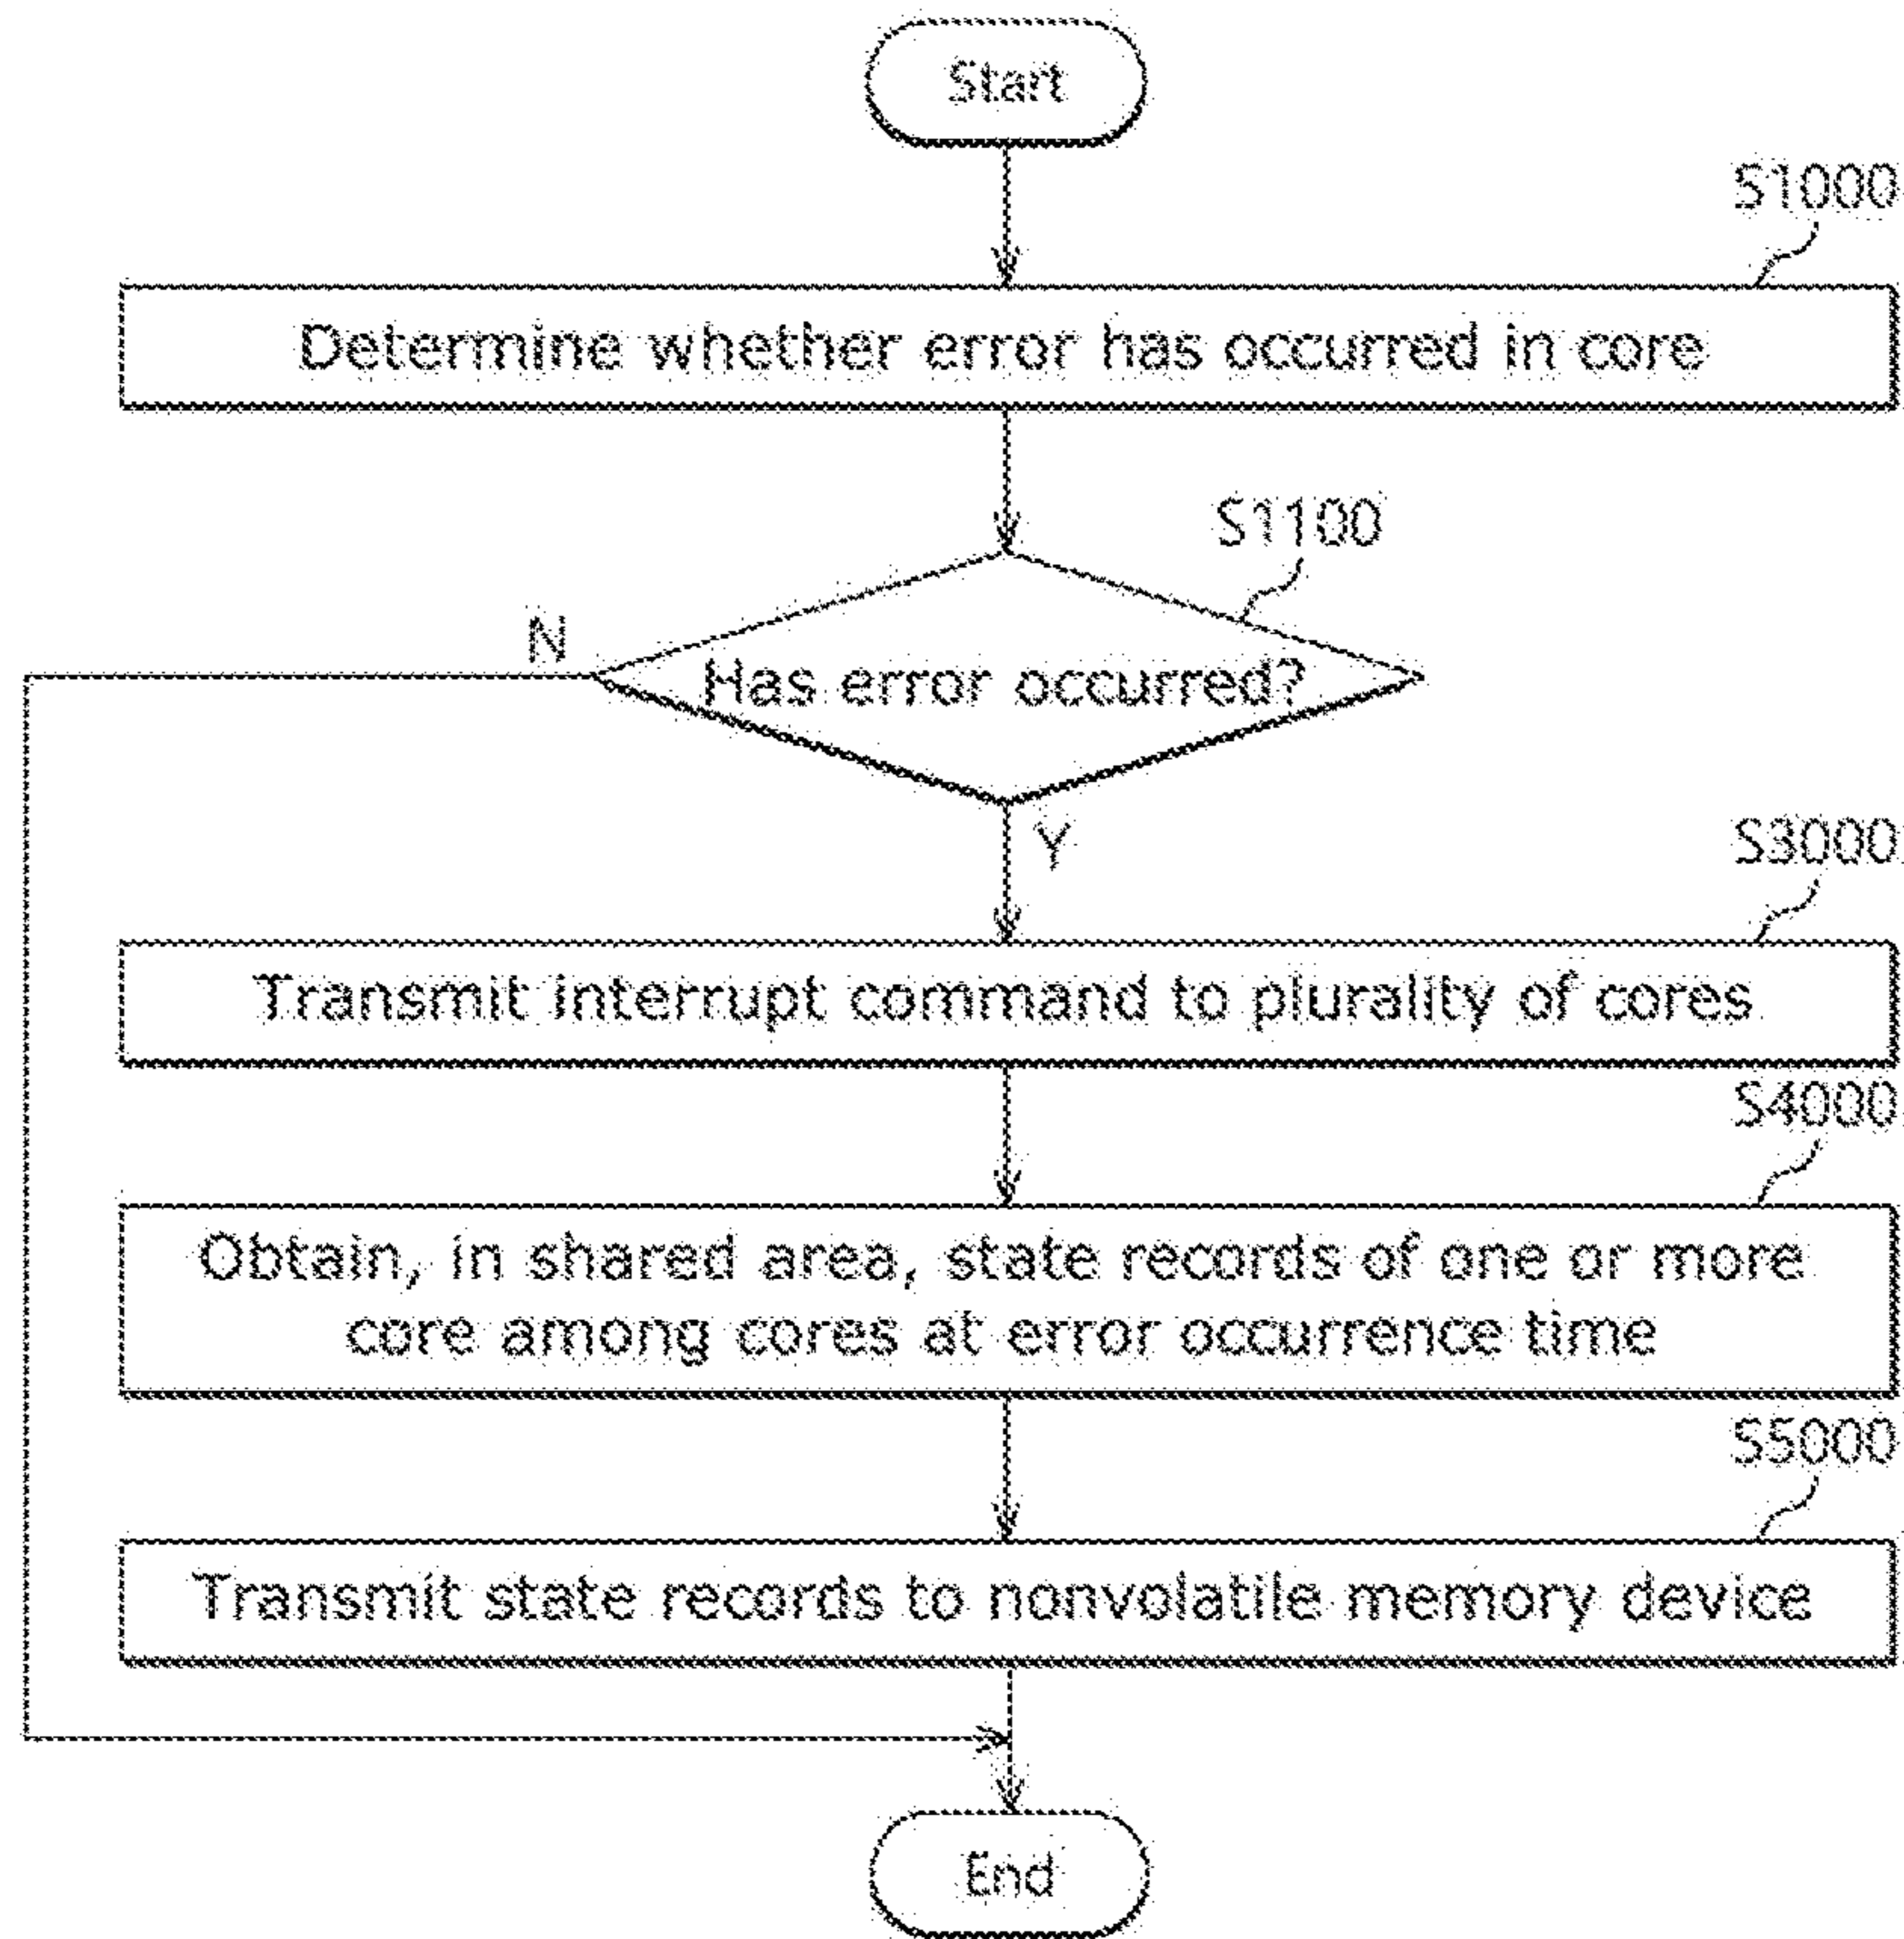 Start
S1000
Determine whether error has occurred in core
S1100
N
Has error occurred?
Y
S3000
Transmit interrupt command to plurality of cores
S4000
Obtain, in shared area, state records of one or more
core among cores at error occurrence time
S5000
Transmit state records to nonvolatile memory device
End